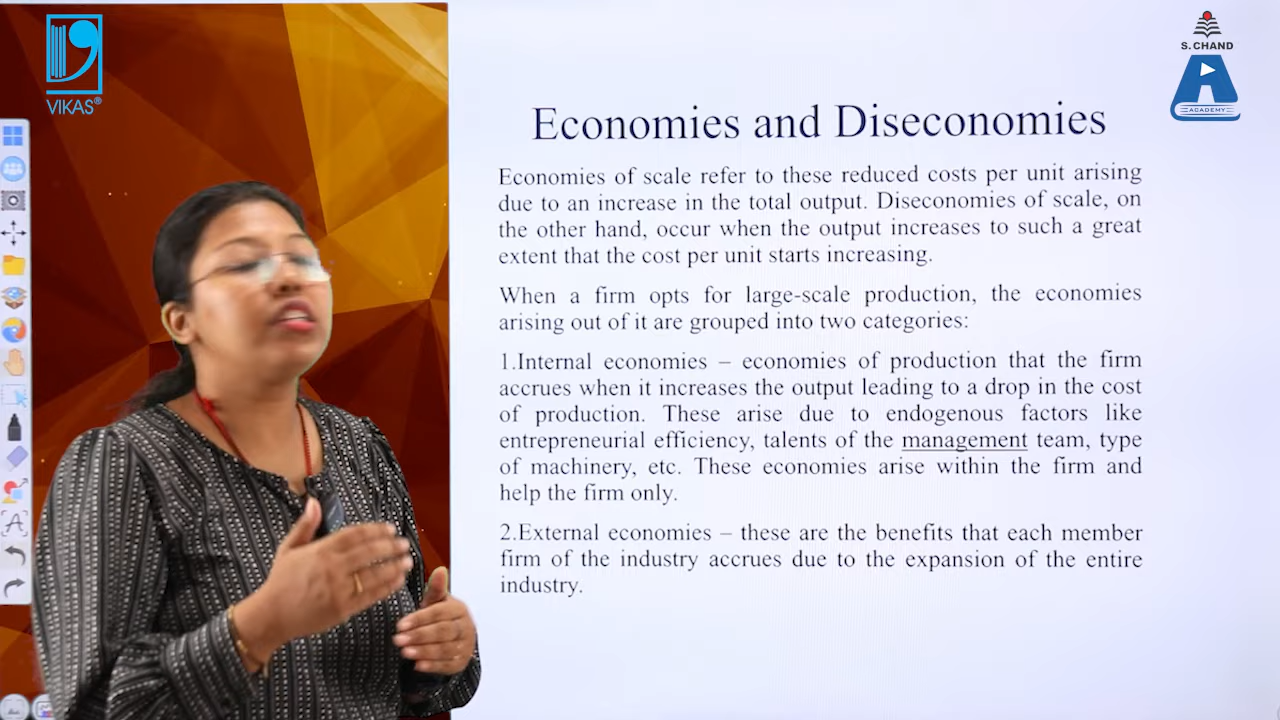 VIKAS®
S. CHAND
ACADEMY
Economies and Diseconomies
Economies of scale refer to these reduced costs per unit arising
due to an increase in the total output. Diseconomies of scale, on
the other hand, occur when the output increases to such a great
extent that the cost per unit starts increasing.
When a firm opts for large-scale production, the economies
arising out of it are grouped into two categories:
1.Internal economies – economies of production that the firm
accrues when it increases the output leading to a drop in the cost
of production. These arise due to endogenous factors like
entrepreneurial efficiency, talents of the management team, type
of machinery, etc. These economies arise within the firm and
help the firm only.
2.External economies – these are the benefits that each member
firm of the industry accrues due to the expansion of the entire
industry.